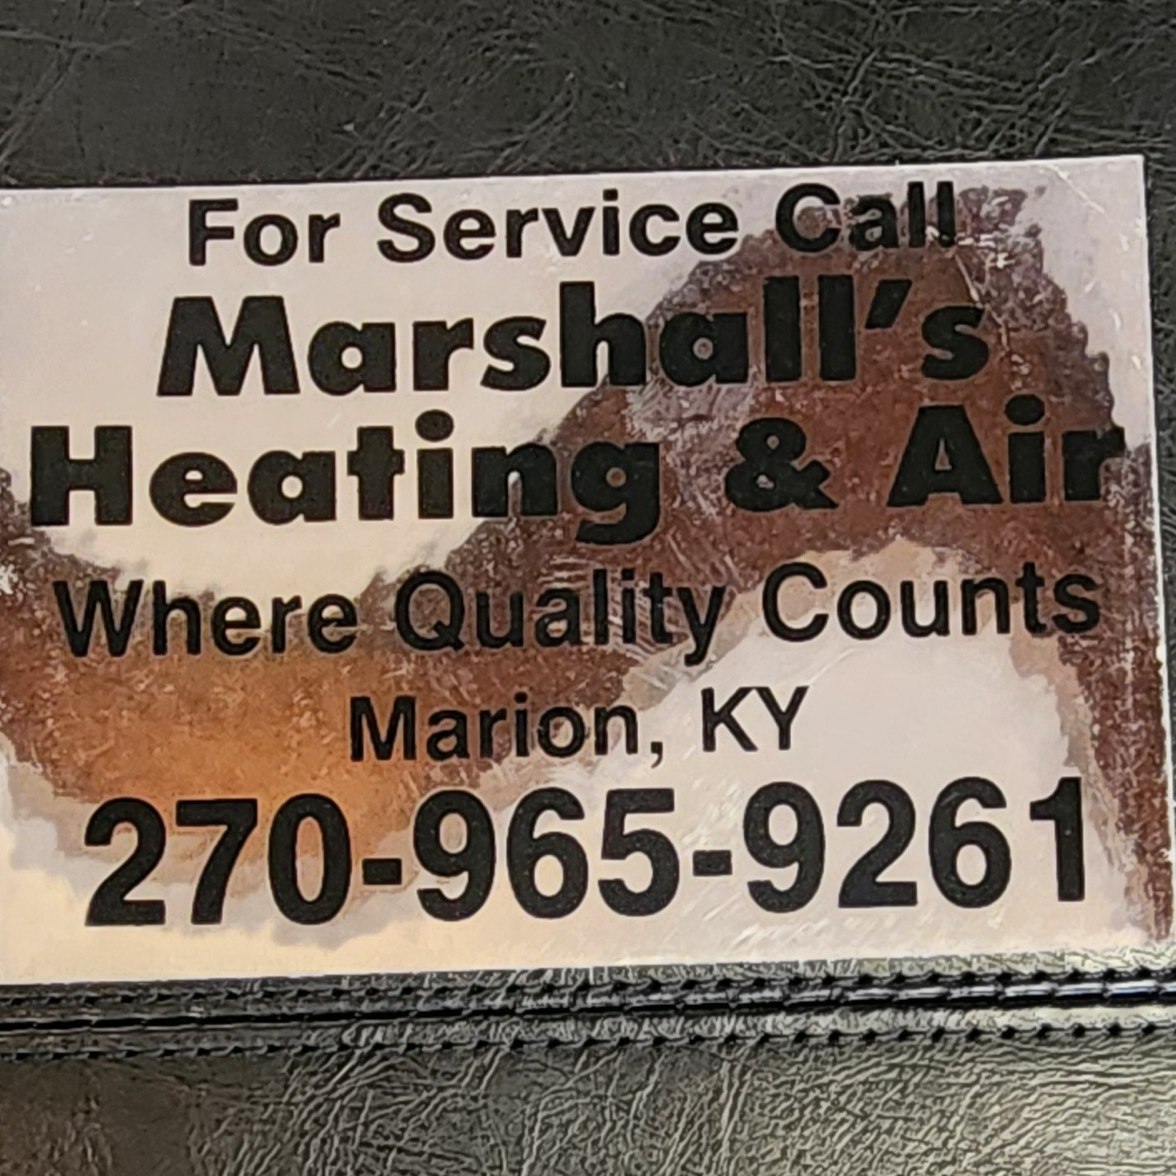 For Service Call
Marshall's
Heating & Air
Where Quality Counts
Marion, KY
270-965-9261